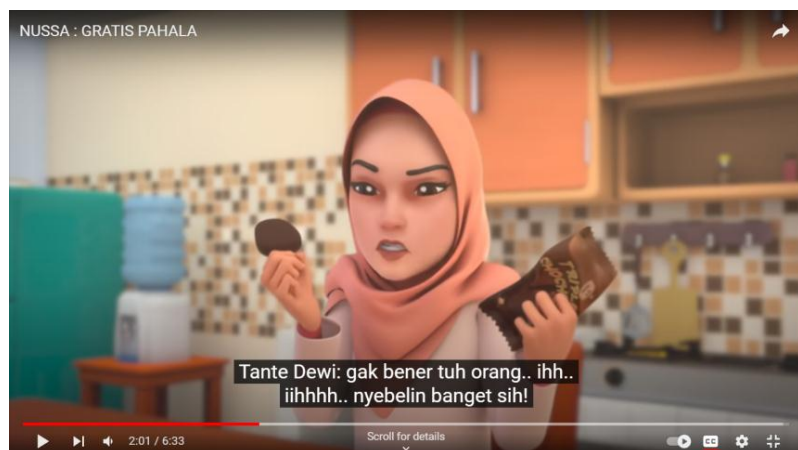 NUSSA : GRATIS PAHALA
Tante Dewi: gak bener tuh orang.. ihh..
iihhhh.. nyebelin banget sih!
2:01 / 6:33
Scroll for details
CC